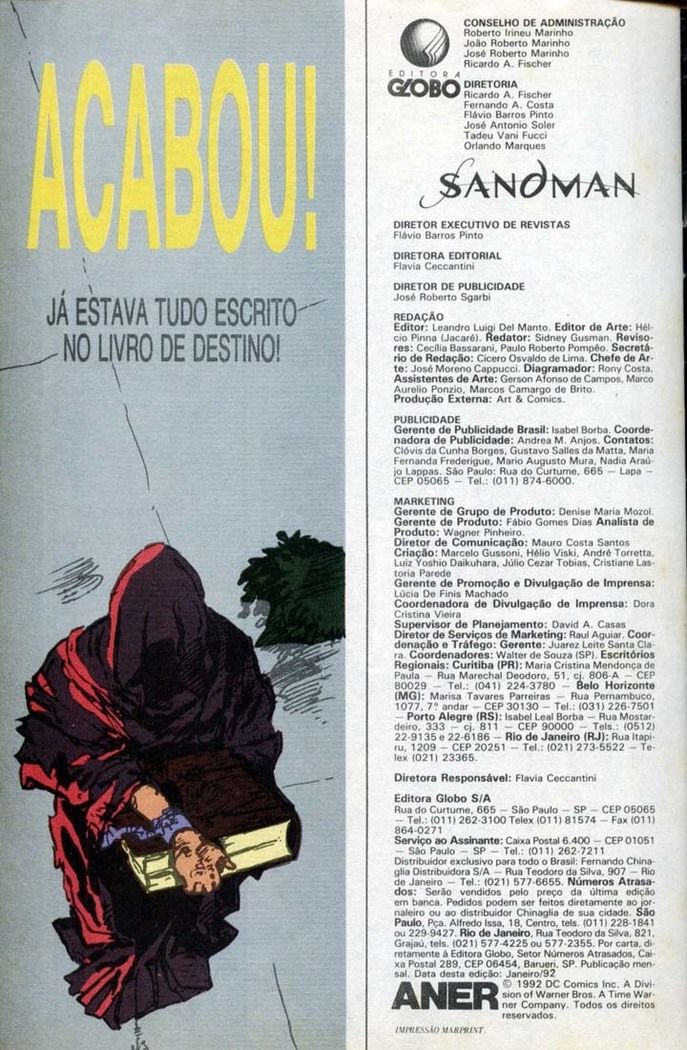 ACABOU!
JÁ ESTAVA TUDO ESCRITO
NO LIVRO DE DESTINO!
EDITORA
GLOBO
CONSELHO DE ADMINISTRAÇÃO
Roberto Irineu Marinho
João Roberto Marinho
José Roberto Marinho
Ricardo A. Fischer
DIRETORIA
Ricardo A. Fischer
Fernando A. Costa
Flávio Barros Pinto
José Antonio Soler
Tadeu Vani Fucci
Orlando Marques
SANDMAN
DIRETOR EXECUTIVO DE REVISTAS
Flávio Barros Pinto
DIRETORA EDITORIAL
Flavia Ceccantini
DIRETOR DE PUBLICIDADE
José Roberto Sgarbi
REDAÇÃO
Editor: Leandro Luigi Del Manto. Editor de Arte: Hél-
cio Pinna (Jacaré). Redator: Sidney Gusman. Reviso-
res: Cecília Bassarani, Paulo Roberto Pompêo. Secretá-
rio de Redação: Cicero Osvaldo de Lima. Chefe de Ar-
te: José Moreno Cappucci. Diagramador: Rony Costa.
Assistentes de Arte: Gerson Afonso de Campos, Marco
Aurelio Ponzio, Marcos Camargo de Brito.
Produção Externa: Art & Comics.
PUBLICIDADE
Gerente de Publicidade Brasil: Isabel Borba. Coorde-
nadora de Publicidade: Andrea M. Anjos. Contatos:
Clóvis da Cunha Borges, Gustavo Salles da Matta, Maria
Fernanda Frederigue, Mario Augusto Mura, Nadia Araú-
jo Lappas. São Paulo: Rua do Curtume, 665 — Lapa —
CEP 05065 — Tel.: (011) 874-6000.
MARKETING
Gerente de Grupo de Produto: Denise Maria Mozol.
Gerente de Produto: Fábio Gomes Dias Analista de
Produto: Wagner Pinheiro.
Diretor de Comunicação: Mauro Costa Santos
Criação: Marcelo Gussoni, Hélio Viski, André Torretta,
Luiz Yoshio Daikuhara, Júlio Cezar Tobias, Cristiane Las-
toria Parede
Gerente de Promoção e Divulgação de Imprensa:
Lúcia De Finis Machado
Coordenadora de Divulgação de Imprensa: Dora
Cristina Vieira
Supervisor de Planejamento: David A. Casas
Diretor de Serviços de Marketing: Raul Aguiar. Coor-
denação e Tráfego: Gerente: Juarez Leite Santa Cla-
ra. Coordenadores: Walter de Souza (SP). Escritórios
Regionais: Curitiba (PR): Maria Cristina Mendonça de
Paula — Rua Marechal Deodoro, 51, cj. 806-A — CEP
80029 — Tel.: (041) 224-3780 — Belo Horizonte
(MG): Marisa Tavares Parreiras — Rua Pernambuco,
1077, 7º andar — CEP 30130 — Tel.: (031) 226-7501
— Porto Alegre (RS): Isabel Leal Borba — Rua Mostar-
deiro, 333 — cj. 811 — CEP 90000 — Tels.: (0512)
22-9135 e 22-6186 — Rio de Janeiro (RJ): Rua Itapi-
ru, 1209 — CEP 20251 — Tel.: (021) 273-5522 — Te-
lex (021) 23365.
Diretora Responsável: Flavia Ceccantini
Editora Globo S/A
Rua do Curtume, 665 — São Paulo — SP — CEP 05065
— Tel.: (011) 262-3100 Telex (011) 81574 — Fax (011)
864-0271
Serviço ao Assinante: Caixa Postal 6.400 — CEP 01051
— São Paulo — SP — Tel.: (011) 262-7211
Distribuidor exclusivo para todo o Brasil: Fernando China-
glia Distribuidora S/A — Rua Teodoro da Silva, 907 — Rio
de Janeiro — Tel.: (021) 577-6655. Números Atrasa-
dos: Serão vendidos pelo preço da última edição
em banca. Pedidos podem ser feitos diretamente ao jor-
naleiro ou ao distribuidor Chinaglia de sua cidade. São
Paulo, Pça. Alfredo Issa, 18, Centro, tels. (011) 228-1841
ou 229-9427. Rio de Janeiro, Rua Teodoro da Silva, 821,
Grajaú, tels. (021) 577-4225 ou 577-2355. Por carta, di-
retamente à Editora Globo, Setor Números Atrasados, Cai-
xa Postal 289, CEP 06454, Barueri, SP. Publicação men-
sal. Data desta edição: Janeiro/92
ANER
© 1992 DC Comics Inc. A Divi-
sion of Warner Bros. A Time War-
ner Company. Todos os direitos
reservados.
IMPRESSÃO MARPRINT.